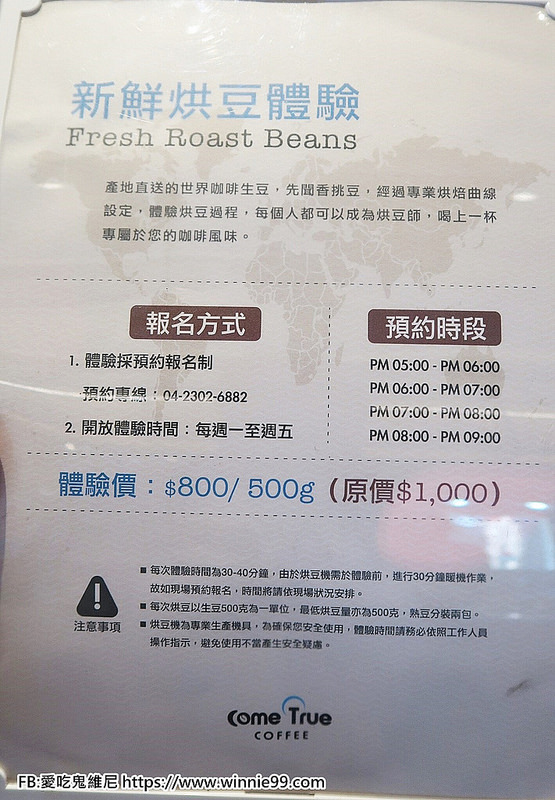 新鮮烘豆體驗
Fresh Roast Beans
產地直送的世界咖啡生豆，先聞香挑豆，經過專業烘焙曲線
設定，體驗烘豆過程，每個人都可以成為烘豆師，喝上一杯
專屬於您的咖啡風味。
報名方式
1. 體驗採預約報名制
預約專線：04-2302-6882
2. 開放體驗時間：每週一至週五
預約時段
PM 05:00 - PM 06:00
PM 06:00 - PM 07:00
PM 07:00 - PM 08:00
PM 08:00 - PM 09:00
體驗價：$800/ 500g（原價$1,000）
注意事項
■ 每次體驗時間為30-40分鐘，由於烘豆機需於體驗前，進行30分鐘暖機作業，
故如現場預約報名，時間將請依現場狀況安排。
■ 每次烘豆以生豆500克為一單位，最低烘豆量亦為500克，熟豆分裝兩包。
■ 烘豆機為專業生產機具，為確保您安全使用，體驗時間請務必依照工作人員
操作指示，避免使用不當產生安全疑慮。
Come True
COFFEE
FB:愛吃鬼維尼 https://www.winnie99.com